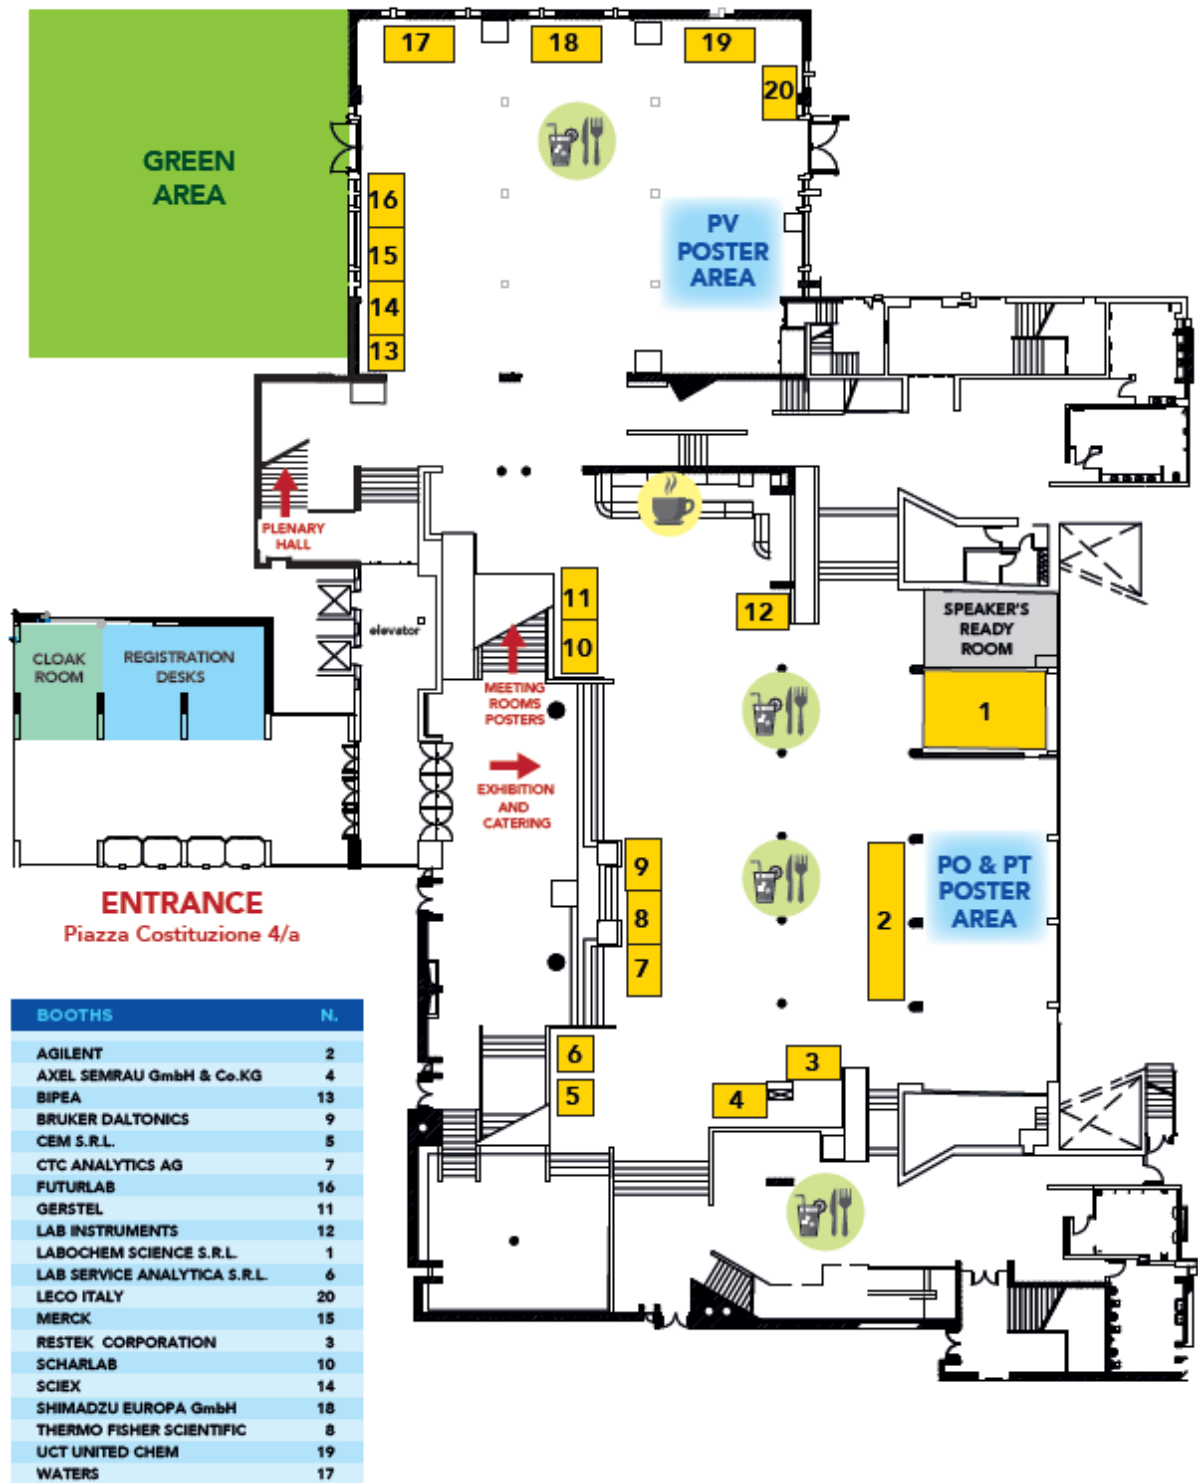 17
18
19
20
GREEN
AREA
16
15
14
13
PV
POSTER
AREA
PLENARY
HALL
elevator
11
10
12
SPEAKER'S
READY
ROOM
CLOAK
ROOM
REGISTRATION
DESKS
MEETING
ROOMS
POSTERS
1
EXHIBITION
AND
CATERING
9
8
7
2
PO & PT
POSTER
AREA
ENTRANCE
Piazza Costituzione 4/a
6
5
3
4
BOOTHS N.
AGILENT 2
AXEL SEMRAU GmbH & Co.KG 4
BIPEA 13
BRUKER DALTONICS 9
CEM S.R.L. 5
CTC ANALYTICS AG 7
FUTURLAB 16
GERSTEL 11
LAB INSTRUMENTS 12
LABOCHEM SCIENCE S.R.L. 1
LAB SERVICE ANALYTICA S.R.L. 6
LECO ITALY 20
MERCK 15
RESTEK CORPORATION 3
SCHARLAB 10
SCIEX 14
SHIMADZU EUROPA GmbH 18
THERMO FISHER SCIENTIFIC 8
UCT UNITED CHEM 19
WATERS 17